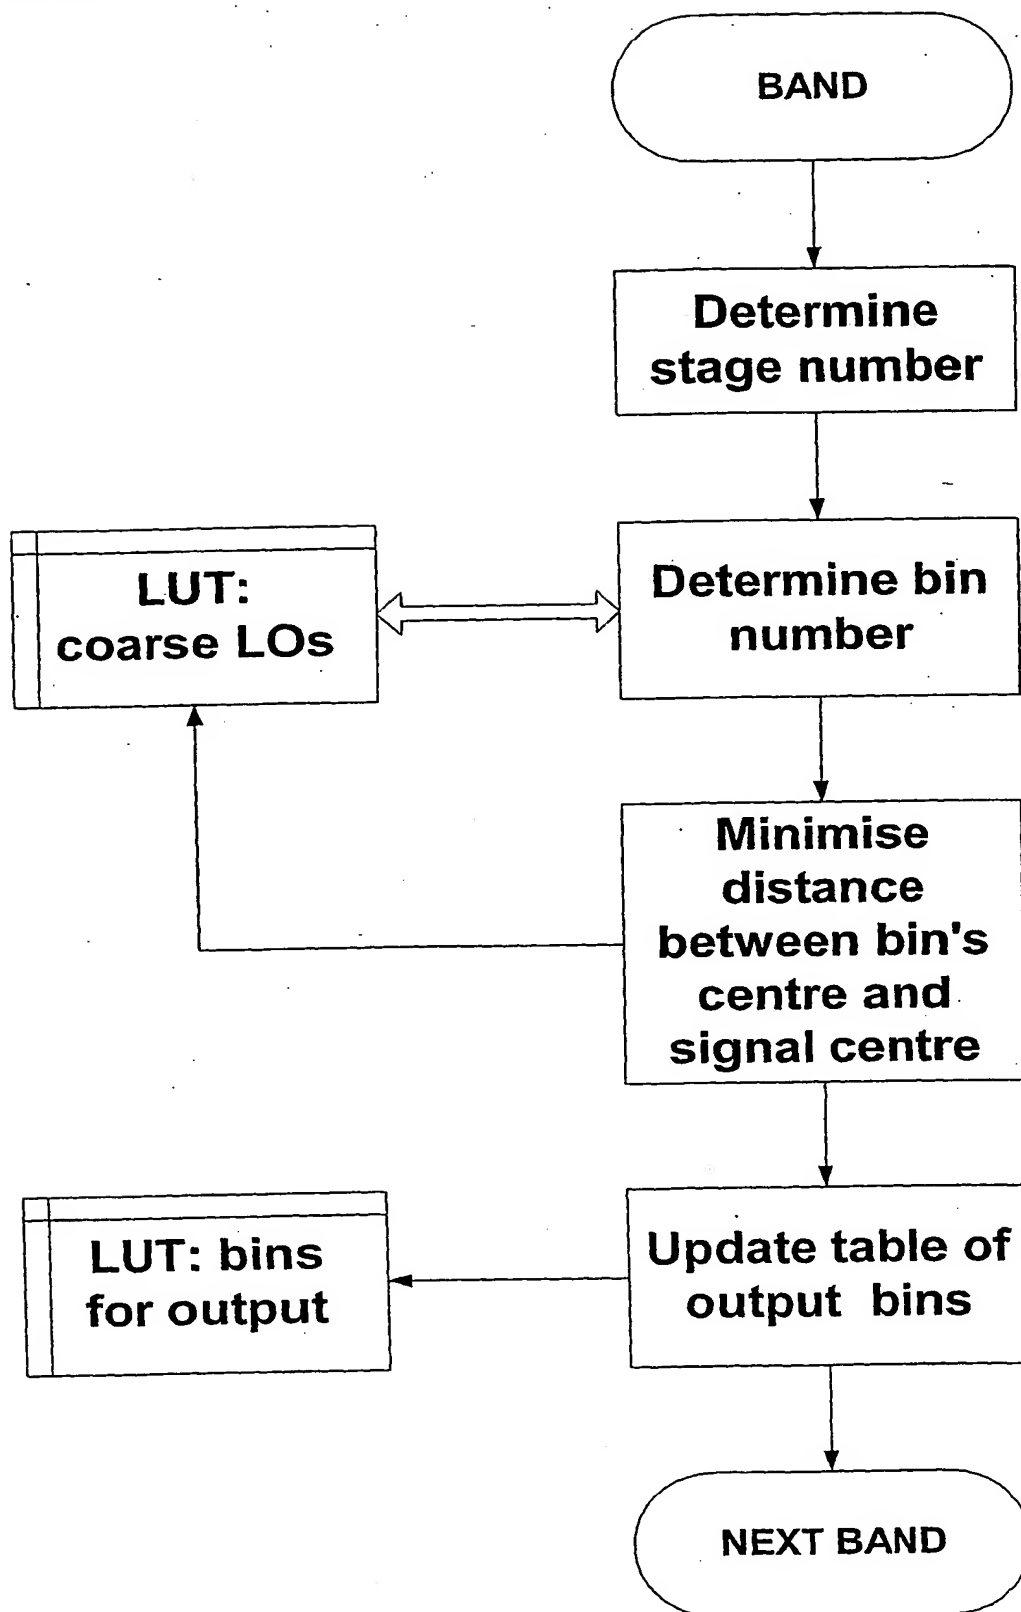 BAND
Determine
stage number
LUT:
coarse LOs
Determine bin
number
Minimise
distance
between bin's
centre and
signal centre
LUT: bins
for output
Update table of
output bins
NEXT BAND